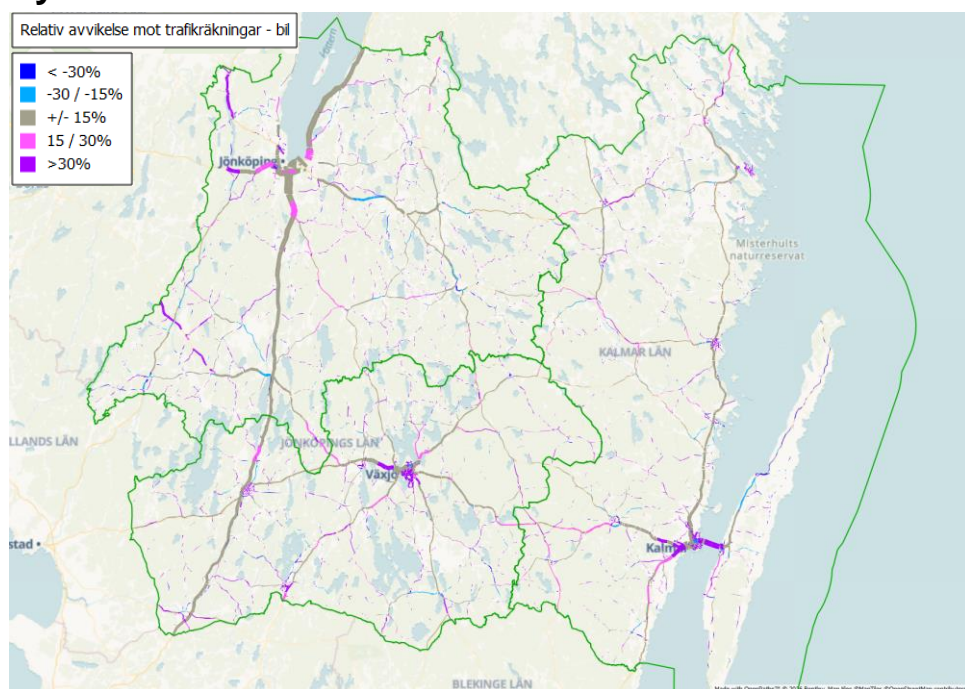 Relativ avvikelse mot trafikräkningar - bil
< -30%
-30 / -15%
+/- 15%
15 / 30%
>30%
Jönköping
Misterhults
naturreservat
KALMAR LÄN
LLANDS LÄN
JÖNKÖPINGS LÄN
Växjö
stad
Kalmar
BLEKINGE LÄN